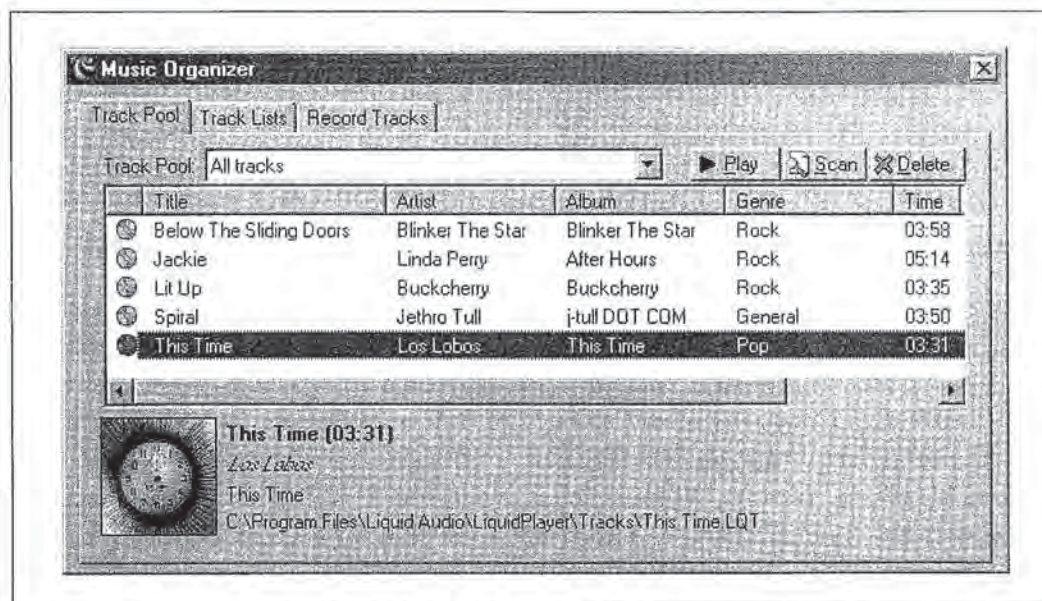 Music Organizer
Track Pool Track Lists Record Tracks
Track Pool: All tracks Play Scan Delete
Title Artist Album Genre Time
Below The Sliding Doors Blinker The Star Blinker The Star Rock 03:58
Jackie Linda Perry After Hours Rock 05:14
Lit Up Buckcherry Buckcherry Rock 03:35
Spiral Jethro Tull j-tull DOT COM General 03:50
This Time Los Lobos This Time Pop 03:31
This Time (03:31)
Los Lobos
This Time
C:\Program Files\Liquid Audio\LiquidPlayer\Tracks\This Time.LQT